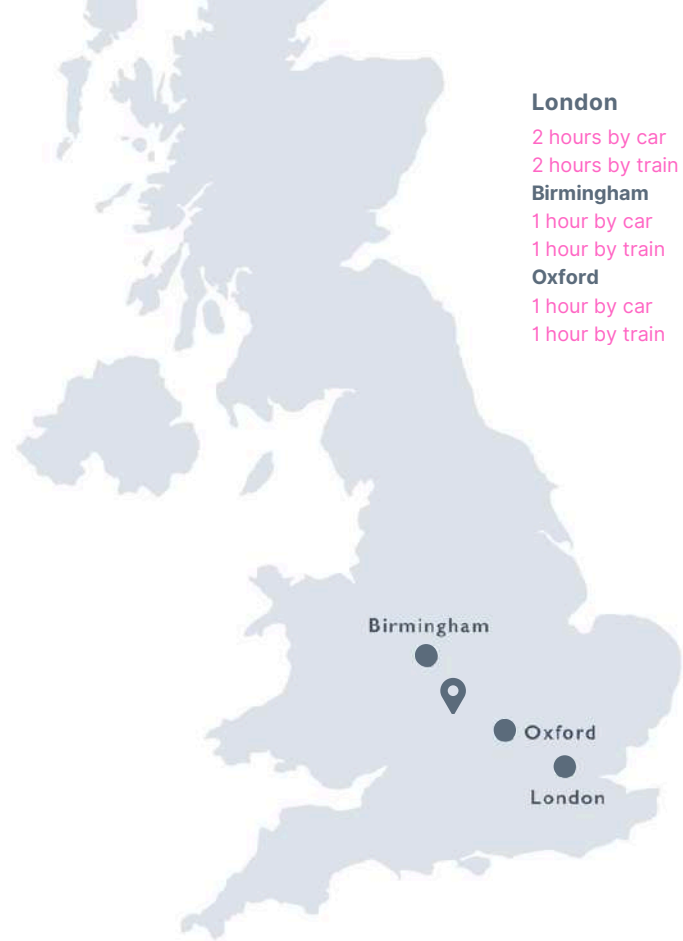 London
2 hours by car
2 hours by train
Birmingham
1 hour by car
1 hour by train
Oxford
1 hour by car
1 hour by train
Birmingham
Oxford
London